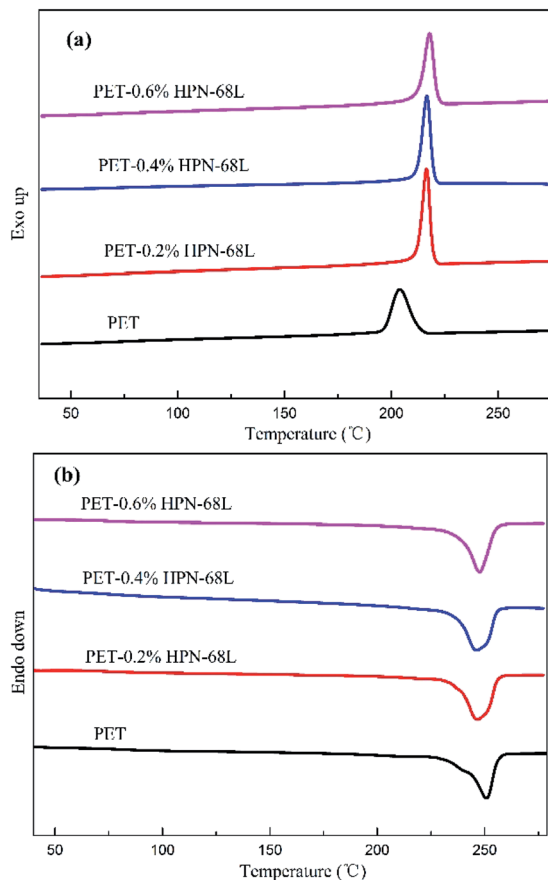 (a)
PET-0.6% HPN-68L
PET-0.4% HPN-68L
PET-0.2% HPN-68L
PET
Exo up
50 100 150 200 250
Temperature (℃)
(b)
PET-0.6% HPN-68L
PET-0.4% HPN-68L
PET-0.2% HPN-68L
PET
Endo down
50 100 150 200 250
Temperature (℃)